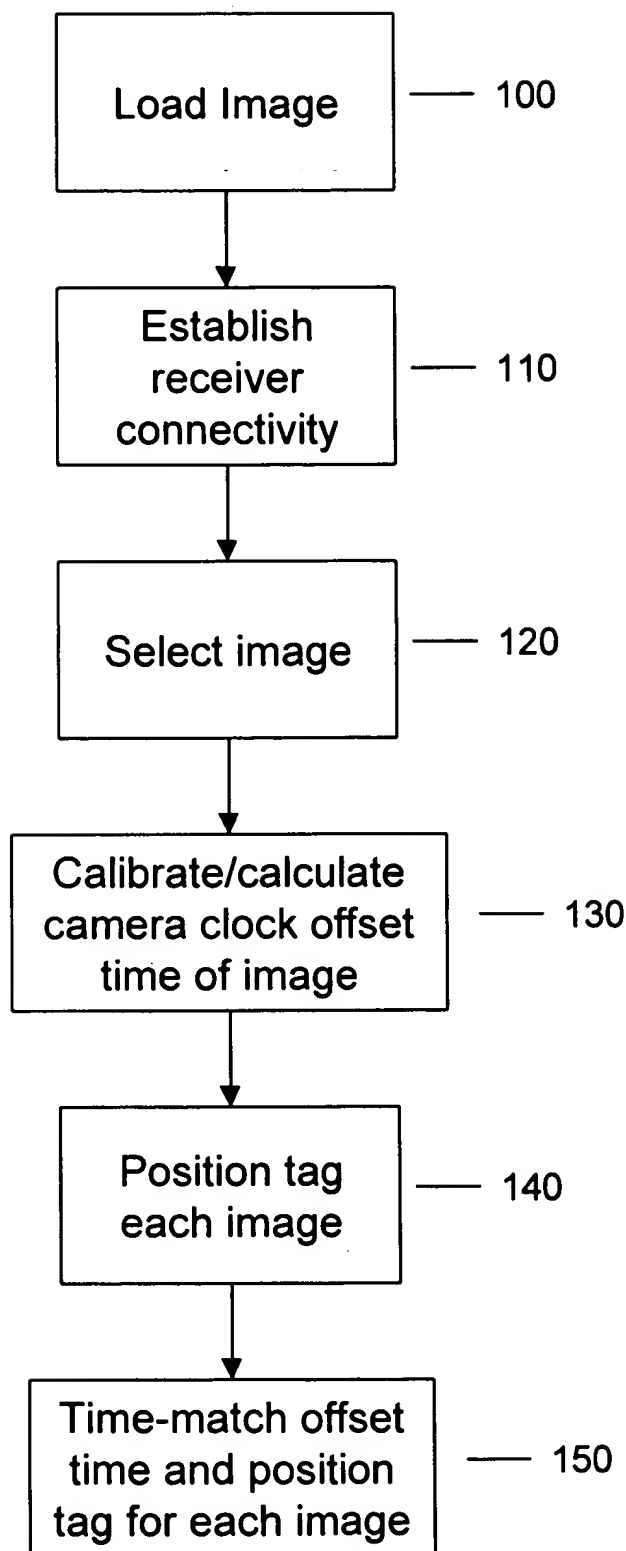 Load Image
100
Establish
receiver
connectivity
110
Select image
120
Calibrate/calculate
camera clock offset
time of image
130
Position tag
each image
140
Time-match offset
time and position
tag for each image
150